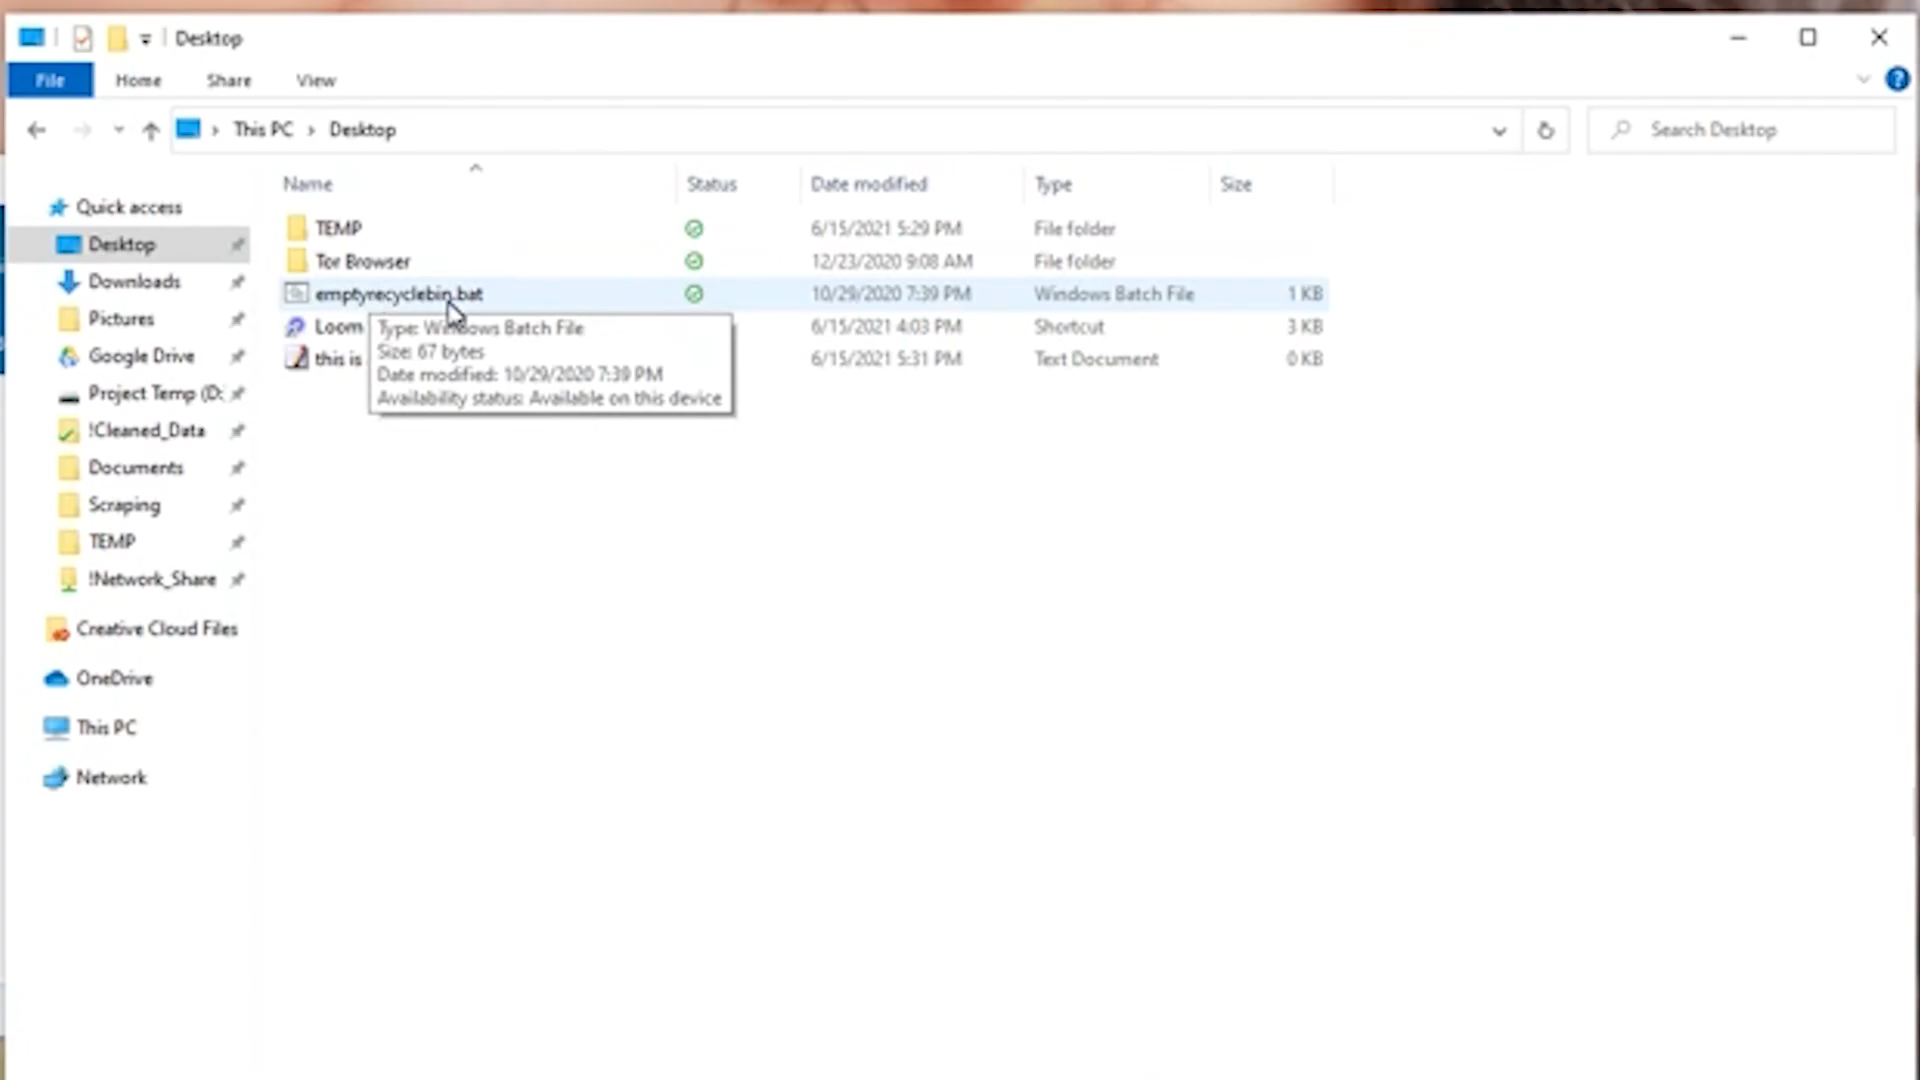 Desktop
File Home Share View
This PC > Desktop
Search Desktop
Name Status Date modified Type Size
Quick access
Desktop
Downloads
Pictures
Google Drive
Project Temp (D:
!Cleaned_Data
Documents
Scraping
TEMP
!Network_Share
Creative Cloud Files
OneDrive
This PC
Network
TEMP 6/15/2021 5:29 PM File folder
Tor Browser 12/23/2020 9:08 AM File folder
emptyrecyclebin.bat 10/29/2020 7:39 PM Windows Batch File 1 KB
Loom 6/15/2021 4:03 PM Shortcut 3 KB
this is 6/15/2021 5:31 PM Text Document 0 KB
Type: Windows Batch File
Size: 67 bytes
Date modified: 10/29/2020 7:39 PM
Availability status: Available on this device